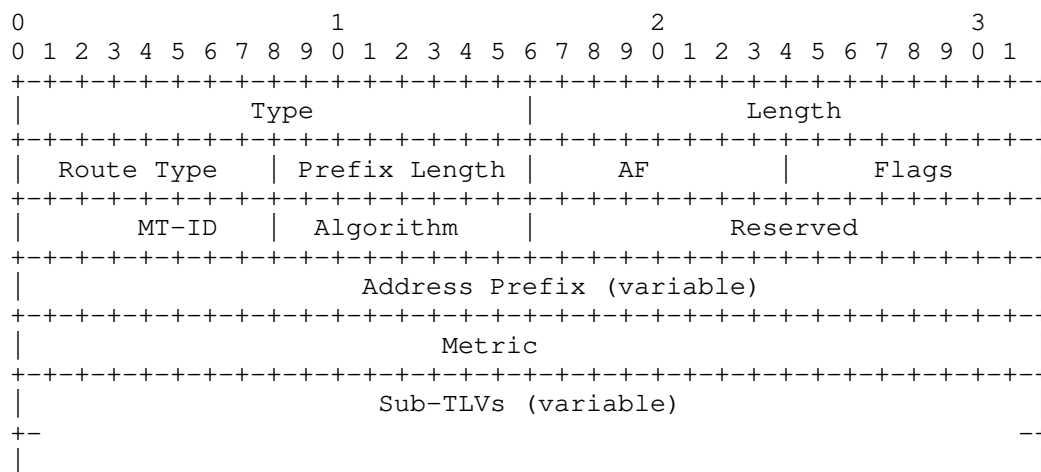 0                   1                   2                   3
0 1 2 3 4 5 6 7 8 9 0 1 2 3 4 5 6 7 8 9 0 1 2 3 4 5 6 7 8 9 0 1
+-+-+-+-+-+-+-+-+-+-+-+-+-+-+-+-+-+-+-+-+-+-+-+-+-+-+-+-+-+-+-+--
|              Type             |             Length
+-+-+-+-+-+-+-+-+-+-+-+-+-+-+-+-+-+-+-+-+-+-+-+-+-+-+-+-+-+-+-+--
|  Route Type   | Prefix Length |     AF        |     Flags
+-+-+-+-+-+-+-+-+-+-+-+-+-+-+-+-+-+-+-+-+-+-+-+-+-+-+-+-+-+-+-+--
|       MT-ID   |  Algorithm    |            Reserved
+-+-+-+-+-+-+-+-+-+-+-+-+-+-+-+-+-+-+-+-+-+-+-+-+-+-+-+-+-+-+-+--
|                     Address Prefix (variable)
+-+-+-+-+-+-+-+-+-+-+-+-+-+-+-+-+-+-+-+-+-+-+-+-+-+-+-+-+-+-+-+--
|                          Metric
+-+-+-+-+-+-+-+-+-+-+-+-+-+-+-+-+-+-+-+-+-+-+-+-+-+-+-+-+-+-+-+--
|                      Sub-TLVs (variable)
+-                                                             --
|